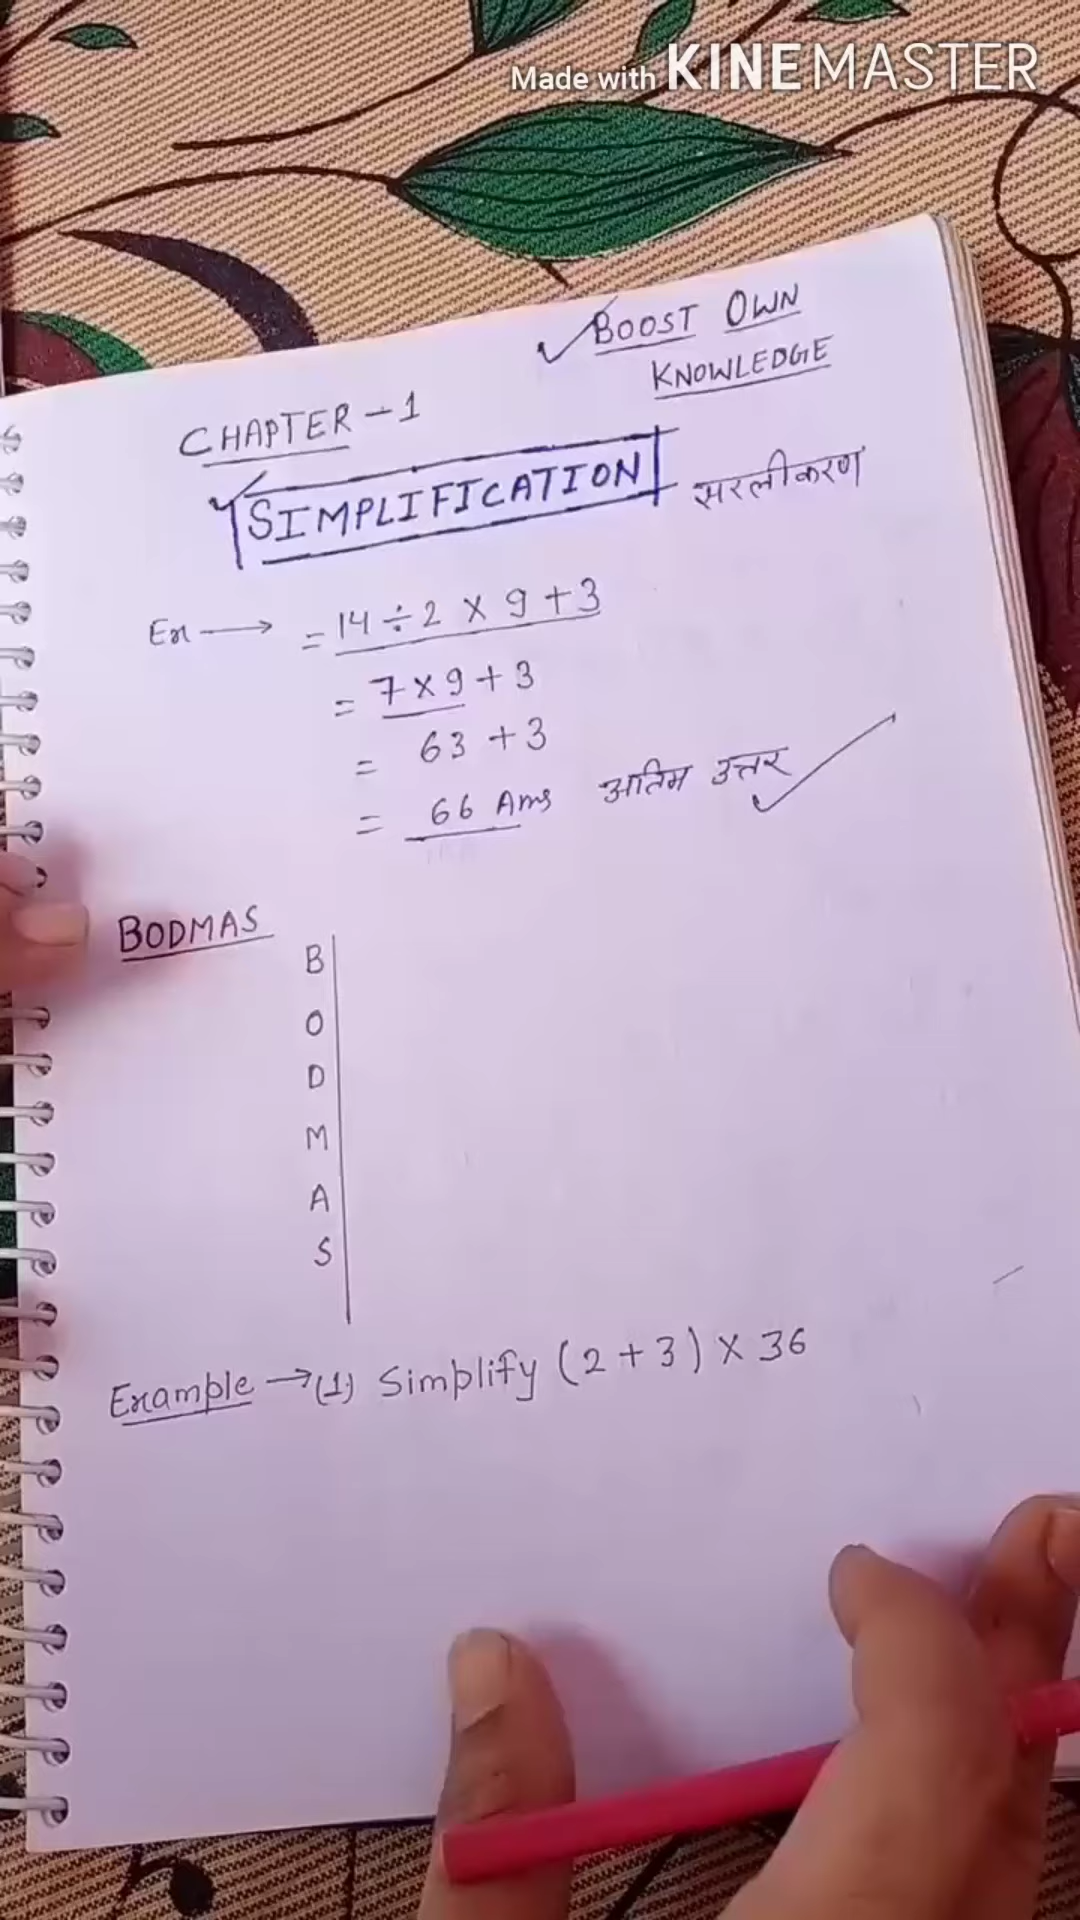 Made with KINEMASTER
BOOST OWN
KNOWLEDGE
CHAPTER - 1
SIMPLIFICATION सरलीकरण
Ex → = 14 ÷ 2 × 9 + 3
= 7 × 9 + 3
= 63 + 3
= 66 Ans अतिम उत्तर
BODMAS
B
O
D
M
A
S
Example → (1) Simplify (2 + 3) × 36